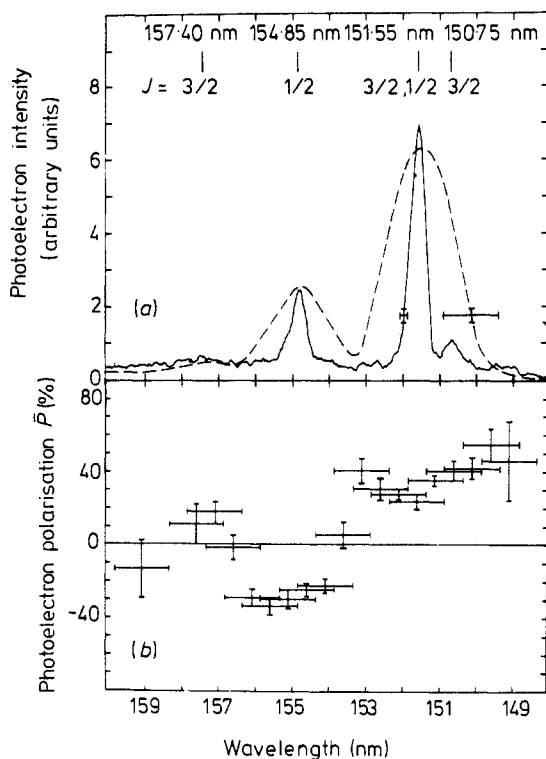 157·40 nm 154·85 nm 151·55 nm 150·75 nm
J = 3/2 1/2 3/2 ,1/2 3/2
8
6
4
2
0
Photoelectron intensity
(arbitrary units)
(a)
80
40
0
-40
Photoelectron polarisation P̄(%)
(b)
159 157 155 153 151 149
Wavelength (nm)